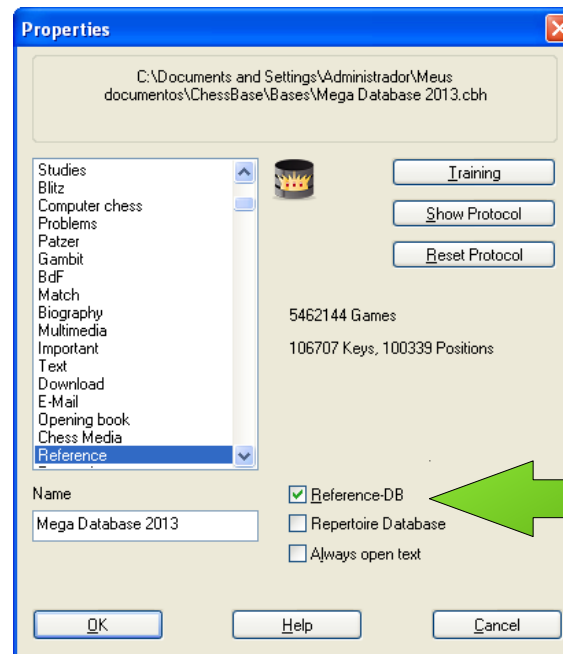 Properties
C:\Documents and Settings\Administrador\Meus
documentos\ChessBase\Bases\Mega Database 2013.cbh
Studies
Blitz
Computer chess
Problems
Patzer
Gambit
BdF
Match
Biography
Multimedia
Important
Text
Download
E-Mail
Opening book
Chess Media
Reference
Training
Show Protocol
Reset Protocol
5462144 Games
106707 Keys, 100339 Positions
Name
Mega Database 2013
Reference-DB
Repertoire Database
Always open text
OK
Help
Cancel